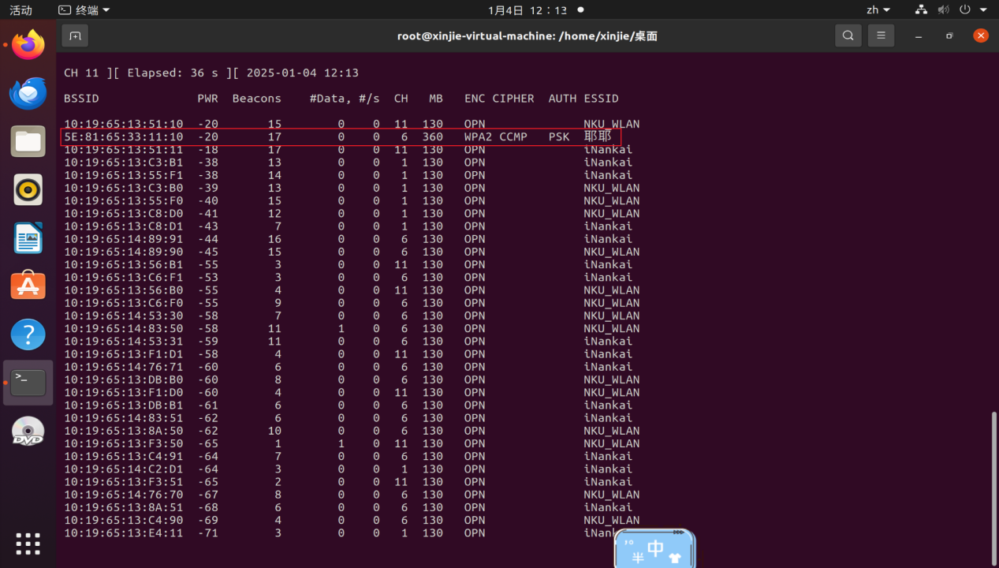 活动 终端 1月4日 12：13 zh
root@xinjie-virtual-machine: /home/xinjie/桌面
CH 11 ][ Elapsed: 36 s ][ 2025-01-04 12:13
BSSID PWR Beacons #Data, #/s CH MB ENC CIPHER AUTH ESSID
10:19:65:13:51:10 -20 15 0 0 11 130 OPN NKU_WLAN
5E:81:65:33:11:10 -20 17 0 0 6 360 WPA2 CCMP PSK 耶耶
10:19:65:13:51:11 -18 17 0 0 11 130 OPN iNankai
10:19:65:13:C3:B1 -38 13 0 0 1 130 OPN iNankai
10:19:65:13:55:F1 -38 14 0 0 1 130 OPN iNankai
10:19:65:13:C3:B0 -39 13 0 0 1 130 OPN NKU_WLAN
10:19:65:13:55:F0 -40 15 0 0 1 130 OPN NKU_WLAN
10:19:65:13:C8:D0 -41 12 0 0 1 130 OPN NKU_WLAN
10:19:65:13:C8:D1 -43 7 0 0 1 130 OPN iNankai
10:19:65:14:89:91 -44 16 0 0 6 130 OPN iNankai
10:19:65:14:89:90 -45 15 0 0 6 130 OPN NKU_WLAN
10:19:65:13:56:B1 -55 3 0 0 11 130 OPN iNankai
10:19:65:13:C6:F1 -53 3 0 0 6 130 OPN iNankai
10:19:65:13:56:B0 -55 4 0 0 11 130 OPN NKU_WLAN
10:19:65:13:C6:F0 -55 9 0 0 6 130 OPN NKU_WLAN
10:19:65:14:53:30 -58 7 0 0 6 130 OPN NKU_WLAN
10:19:65:14:83:50 -58 11 1 0 6 130 OPN NKU_WLAN
10:19:65:14:53:31 -59 11 0 0 6 130 OPN iNankai
10:19:65:13:F1:D1 -58 4 0 0 11 130 OPN iNankai
10:19:65:14:76:71 -60 6 0 0 6 130 OPN iNankai
10:19:65:13:DB:B0 -60 8 0 0 6 130 OPN NKU_WLAN
10:19:65:13:F1:D0 -60 4 0 0 11 130 OPN NKU_WLAN
10:19:65:13:DB:B1 -61 6 0 0 6 130 OPN iNankai
10:19:65:14:83:51 -62 6 0 0 6 130 OPN iNankai
10:19:65:13:8A:50 -62 10 0 0 6 130 OPN NKU_WLAN
10:19:65:13:F3:50 -65 1 1 0 11 130 OPN NKU_WLAN
10:19:65:13:C4:91 -64 7 0 0 6 130 OPN iNankai
10:19:65:14:C2:D1 -64 3 0 0 1 130 OPN iNankai
10:19:65:13:F3:51 -65 2 0 0 11 130 OPN iNankai
10:19:65:14:76:70 -67 8 0 0 6 130 OPN NKU_WLAN
10:19:65:13:8A:51 -68 6 0 0 6 130 OPN iNankai
10:19:65:13:C4:90 -69 4 0 0 6 130 OPN NKU_WLAN
10:19:65:13:E4:11 -71 3 0 0 1 130 OPN iNan
DVD
中
半